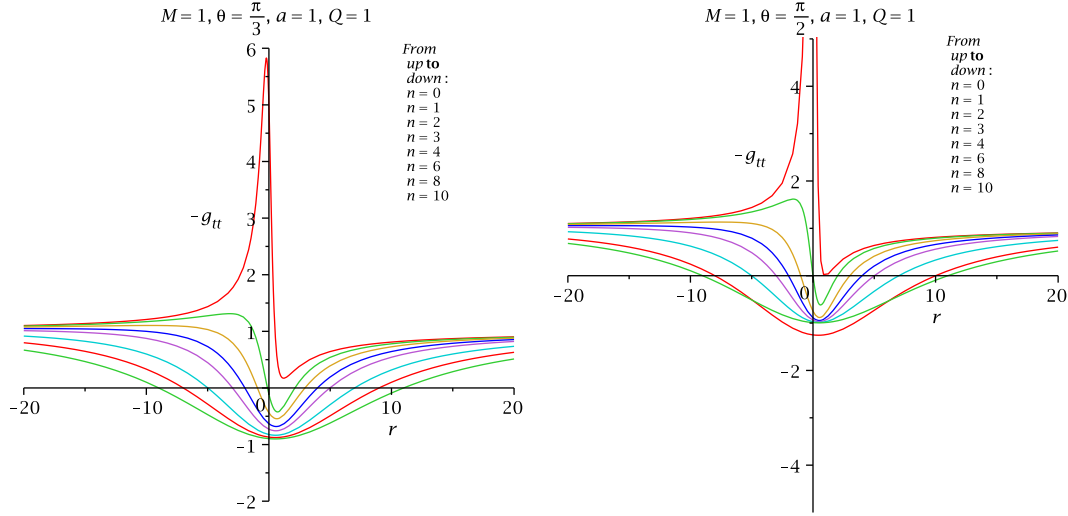 M = 1, θ = π/3, a = 1, Q = 1
From
up to
down :
n = 0
n = 1
n = 2
n = 3
n = 4
n = 6
n = 8
n = 10
-g_tt
6
5
4
3
2
1
0
-1
-2
-20
-10
10
20
r
M = 1, θ = π/2, a = 1, Q = 1
From
up to
down :
n = 0
n = 1
n = 2
n = 3
n = 4
n = 6
n = 8
n = 10
-g_tt
4
2
0
-2
-4
-20
-10
10
20
r